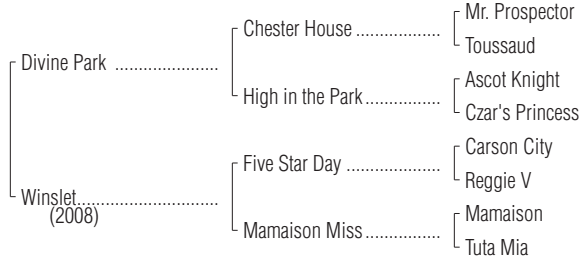 Mr. Prospector
Chester House ..................
Toussaud
Divine Park ......................
Ascot Knight
High in the Park................
Czar's Princess
Carson City
Five Star Day ...................
Reggie V
Winslet........................
(2008)
Mamaison
Mamaison Miss................
Tuta Mia